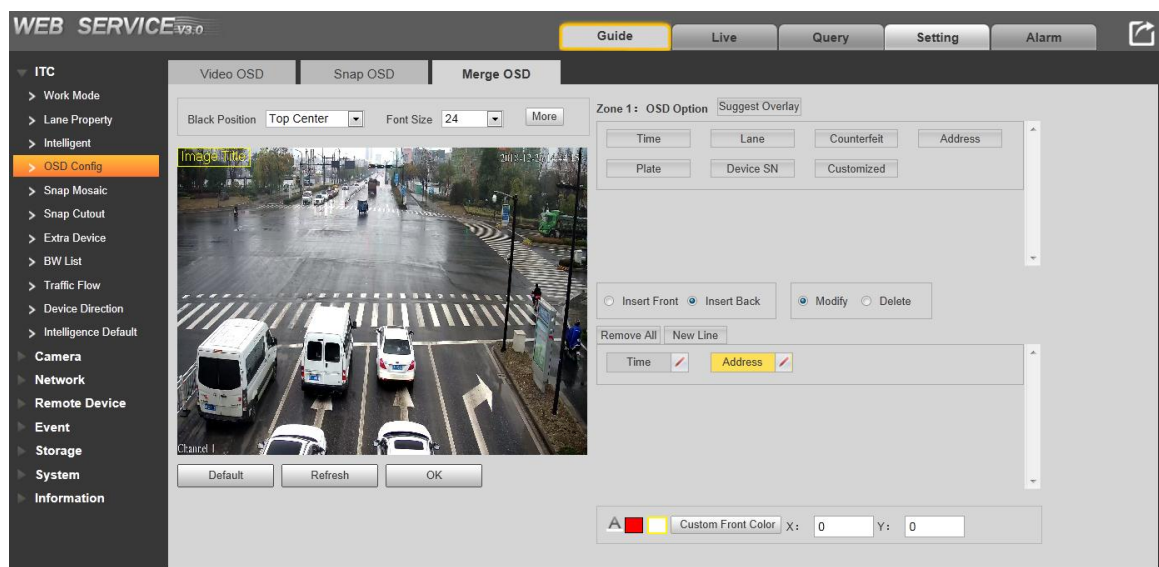 WEB SERVICE V3.0
Guide
Live
Query
Setting
Alarm
ITC
Work Mode
Lane Property
Intelligent
OSD Config
Snap Mosaic
Snap Cutout
Extra Device
BW List
Traffic Flow
Device Direction
Intelligence Default
Camera
Network
Remote Device
Event
Storage
System
Information
Video OSD
Snap OSD
Merge OSD
Black Position Top Center Font Size 24 More
Image Title
Channel 1
Default
Refresh
OK
Zone 1: OSD Option Suggest Overlay
Time Lane Counterfeit Address
Plate Device SN Customized
Insert Front Insert Back Modify Delete
Remove All New Line
Time Address
A Custom Front Color X: 0 Y: 0